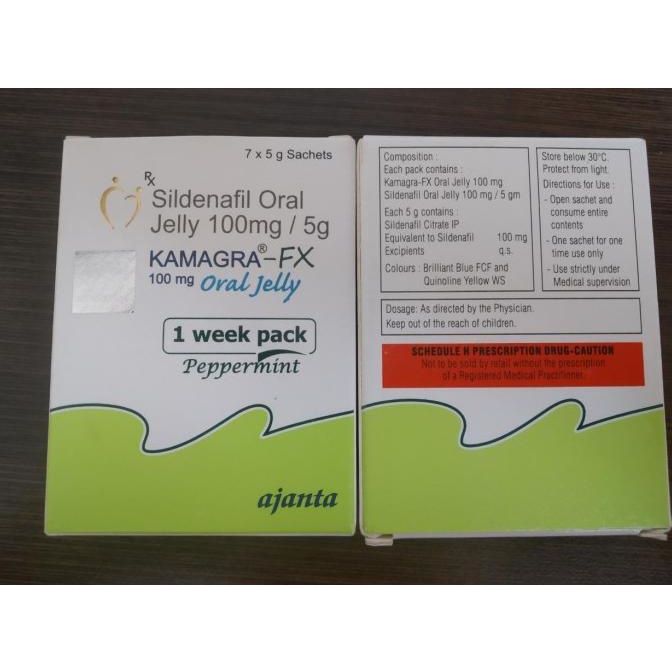 7 x 5 g Sachets
Rx
Sildenafil Oral
Jelly 100mg / 5g
KAMAGRA®-FX
100 mg Oral Jelly
1 week pack
Peppermint
ajanta
Composition :
Each pack contains :
Kamagra-FX Oral Jelly 100 mg
Sildenafil Oral Jelly 100 mg / 5 gm
Each 5 g contains :
Sildenafil Citrate IP
Equivalent to Sildenafil 100 mg
Excipients q.s.
Colours : Brilliant Blue FCF and
Quinoline Yellow WS
Store below 30°C.
Protect from light.
Directions for Use :
- Open sachet and
consume entire
contents
- One sachet for one
time use only
- Use strictly under
Medical supervision
Dosage: As directed by the Physician.
Keep out of the reach of children.
SCHEDULE H PRESCRIPTION DRUG-CAUTION
Not to be sold by retail without the prescription
of a Registered Medical Practitioner.